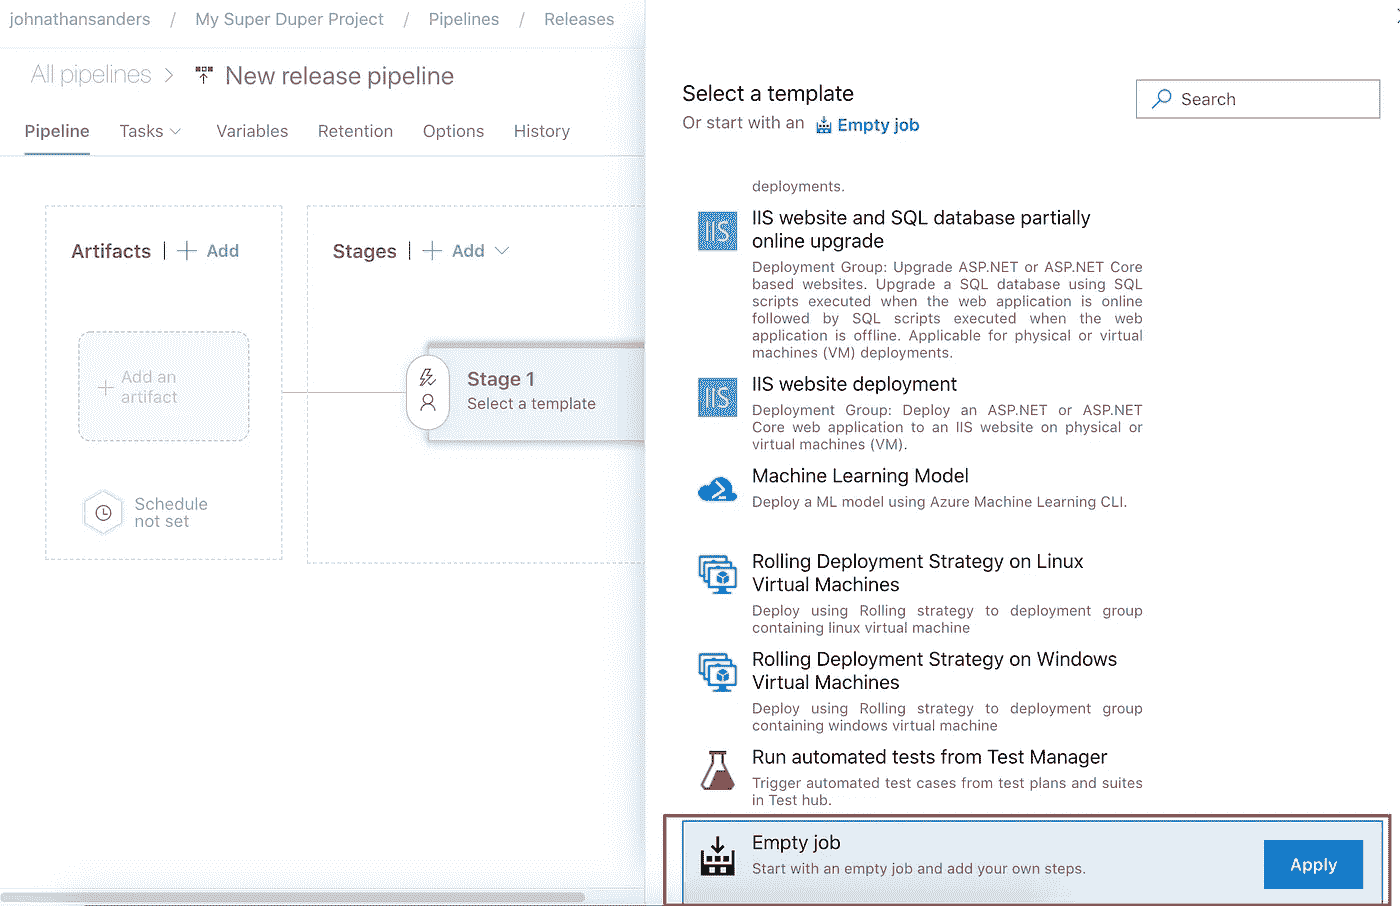 johnathansanders / My Super Duper Project / Pipelines / Releases
All pipelines > New release pipeline
Pipeline Tasks Variables Retention Options History
Artifacts | + Add
Stages | + Add
+ Add an
artifact
Schedule
not set
Stage 1
Select a template
Select a template
Or start with an Empty job
Search
deployments.
IIS
IIS website and SQL database partially
online upgrade
Deployment Group: Upgrade ASP.NET or ASP.NET Core
based websites. Upgrade a SQL database using SQL
scripts executed when the web application is online
followed by SQL scripts executed when the web
application is offline. Applicable for physical or virtual
machines (VM) deployments.
IIS
IIS website deployment
Deployment Group: Deploy an ASP.NET or ASP.NET
Core web application to an IIS website on physical or
virtual machines (VM).
Machine Learning Model
Deploy a ML model using Azure Machine Learning CLI.
Rolling Deployment Strategy on Linux
Virtual Machines
Deploy using Rolling strategy to deployment group
containing linux virtual machine
Rolling Deployment Strategy on Windows
Virtual Machines
Deploy using Rolling strategy to deployment group
containing windows virtual machine
Run automated tests from Test Manager
Trigger automated test cases from test plans and suites
in Test hub.
Empty job
Start with an empty job and add your own steps.
Apply